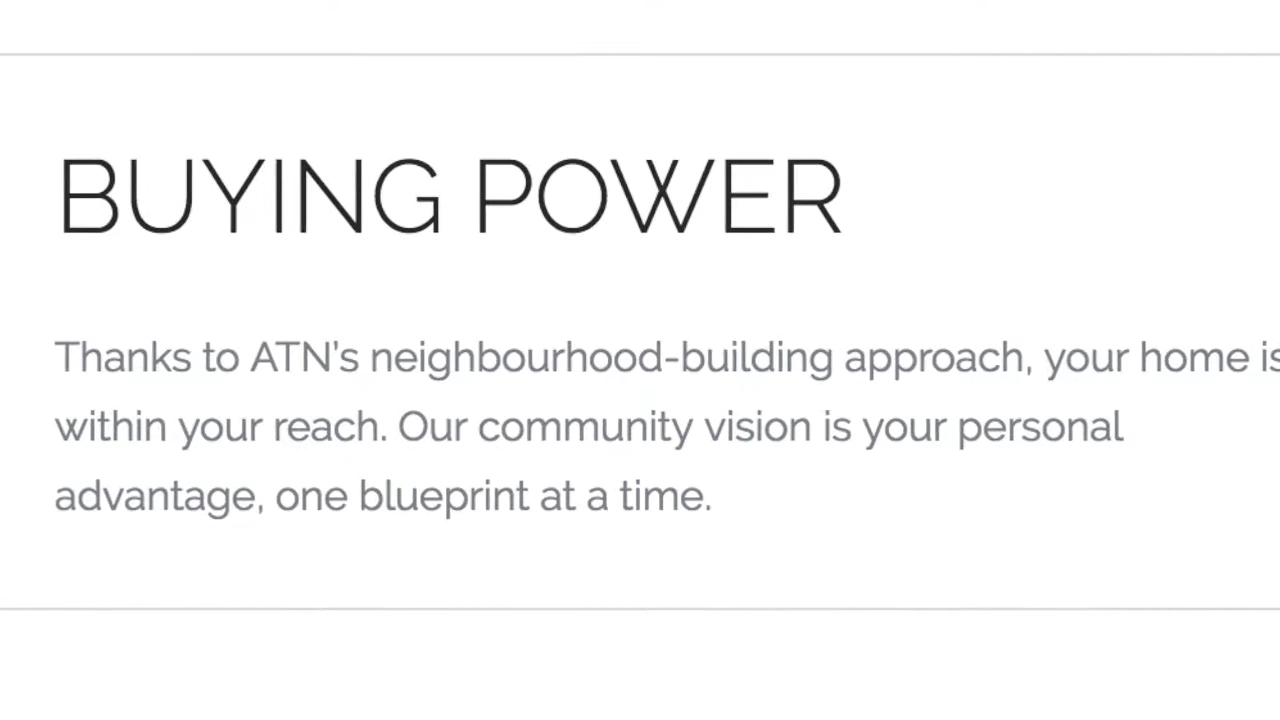 BUYING POWER
Thanks to ATN's neighbourhood-building approach, your home is
within your reach. Our community vision is your personal
advantage, one blueprint at a time.